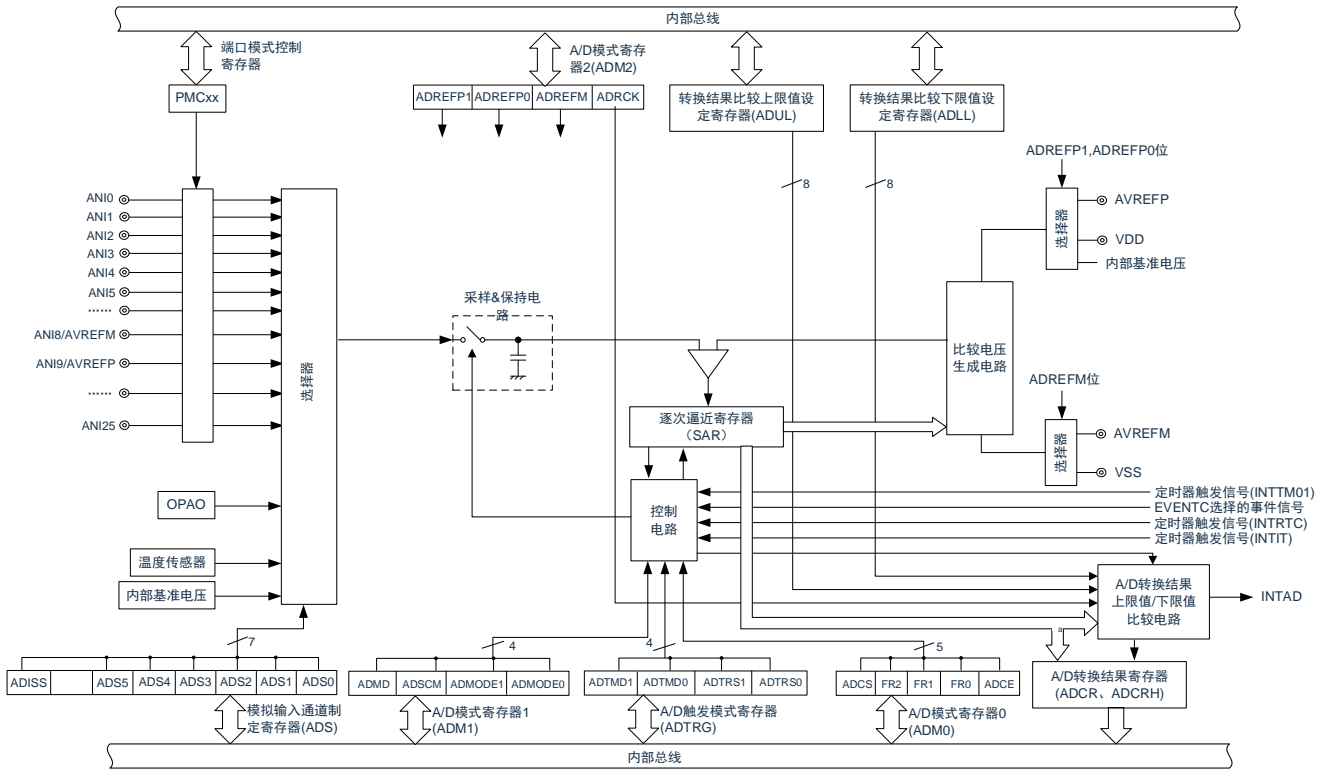 内部总线
端口模式控制
寄存器
A/D模式寄存
器2(ADM2)
PMCxx
ADREFP1 ADREFP0 ADREFM ADRCK
转换结果比较上限值设
定寄存器(ADUL)
转换结果比较下限值设
定寄存器(ADLL)
8
8
ADREFP1,ADREFP0位
选择器
AVREFP
VDD
内部基准电压
ANI0
ANI1
ANI2
ANI3
ANI4
ANI5
······
ANI8/AVREFM
ANI9/AVREFP
······
ANI25
选择器
采样&保持电
路
比较电压
生成电路
ADREFM位
选择器
AVREFM
VSS
逐次逼近寄存器
（SAR）
控制
电路
OPAO
温度传感器
内部基准电压
定时器触发信号(INTTM01)
EVENTC选择的事件信号
定时器触发信号(INTRTC)
定时器触发信号(INTIT)
A/D转换结果
上限值/下限值
比较电路
INTAD
a
7
4
4
5
ADISS ADS5 ADS4 ADS3 ADS2 ADS1 ADS0
ADMD ADSCM ADMODE1 ADMODE0
ADTMD1 ADTMD0 ADTRS1 ADTRS0
ADCS FR2 FR1 FR0 ADCE
A/D转换结果寄存器
(ADCR、ADCRH)
模拟输入通道制
定寄存器(ADS)
A/D模式寄存器1
(ADM1)
A/D触发模式寄存器
(ADTRG)
A/D模式寄存器0
(ADM0)
内部总线